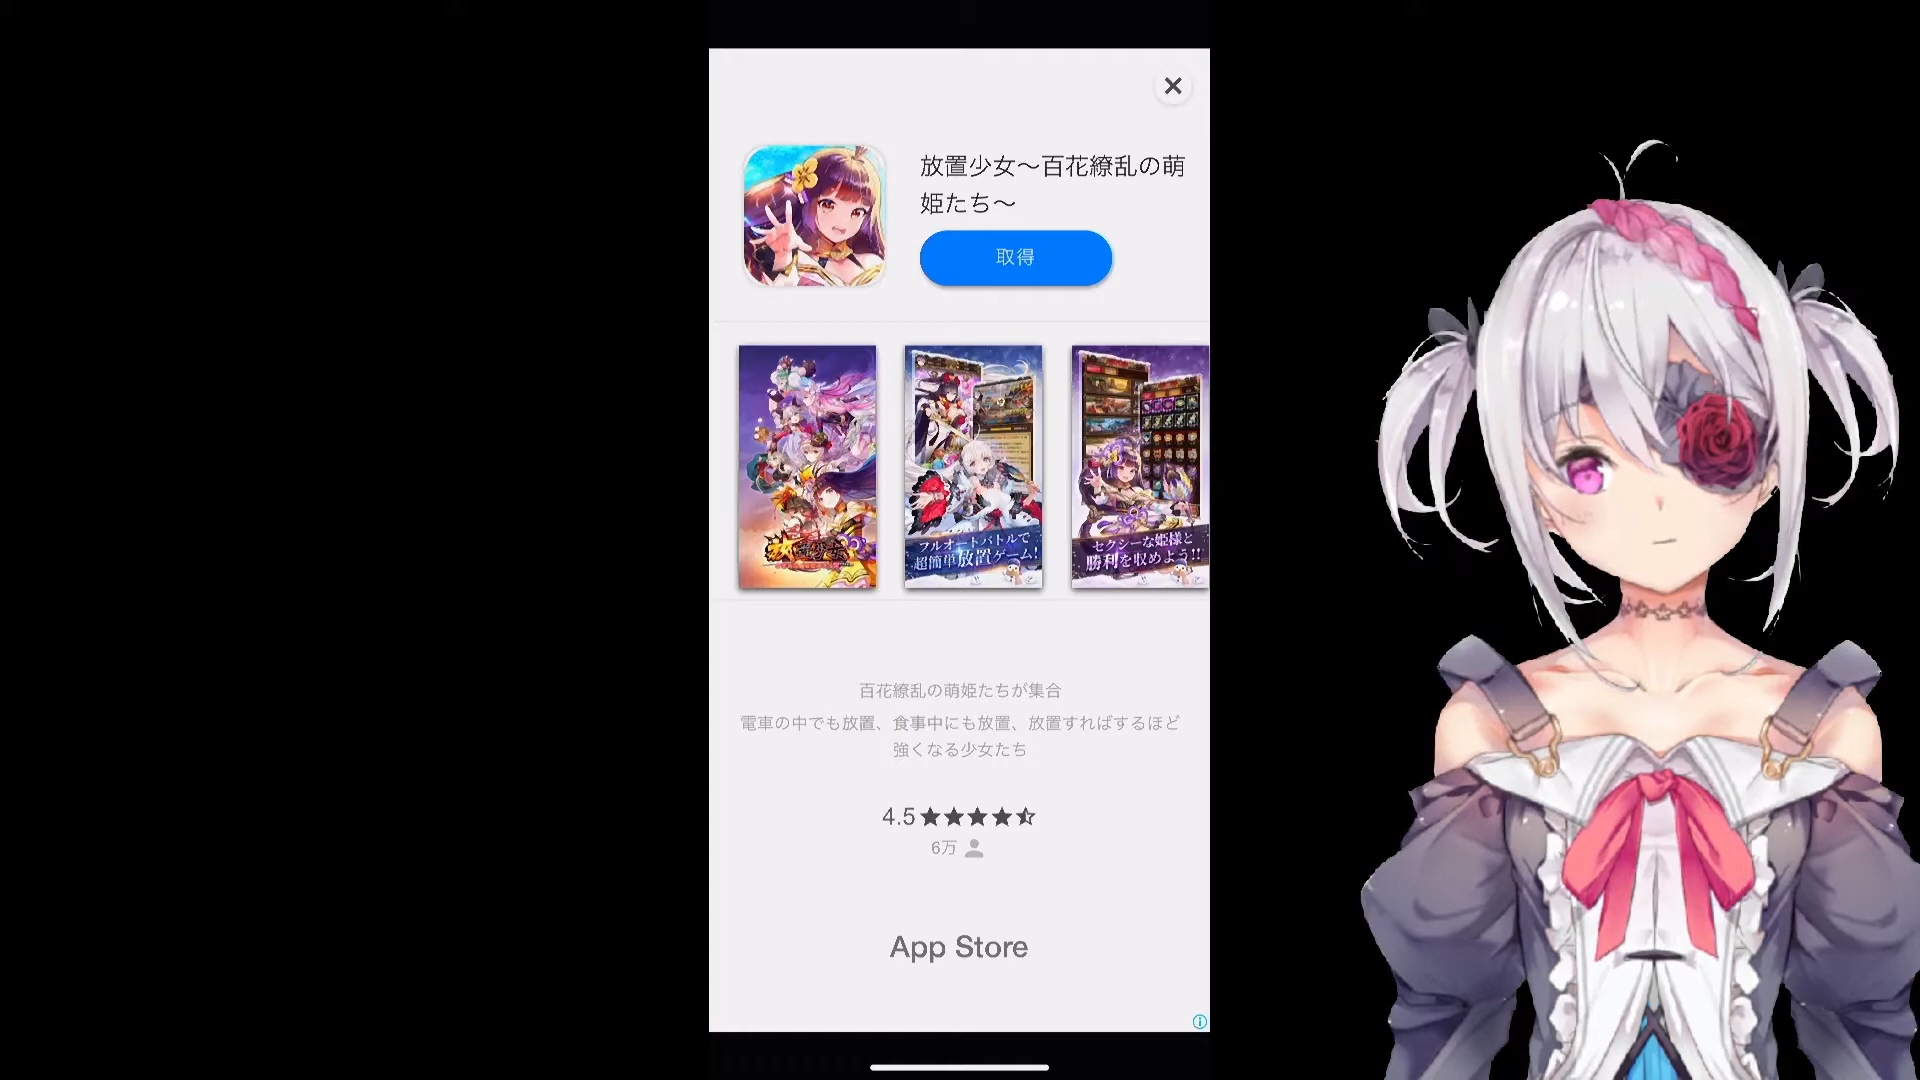 放置少女〜百花繚乱の萌
姫たち〜
取得
放置少女
フルオートバトルで
超簡単放置ゲーム!
セクシーな姫様と
勝利を収めよう!!
百花繚乱の萌姫たちが集合
電車の中でも放置、食事中にも放置、放置すればするほど
強くなる少女たち
4.5
6万
App Store